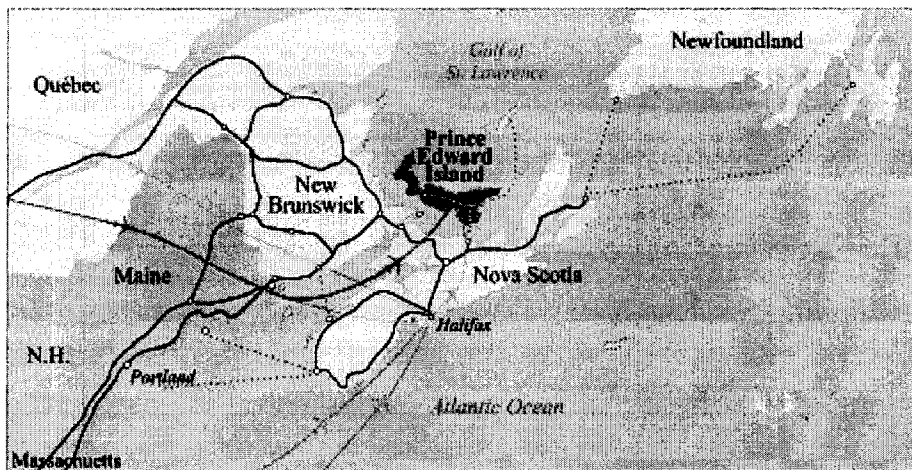 Newfoundland
Gulf of
St. Lawrence
Québec
Prince
Edward
Island
New
Brunswick
Maine
Nova Scotia
Halifax
N.H.
Portland
Atlantic Ocean
Massachuetts